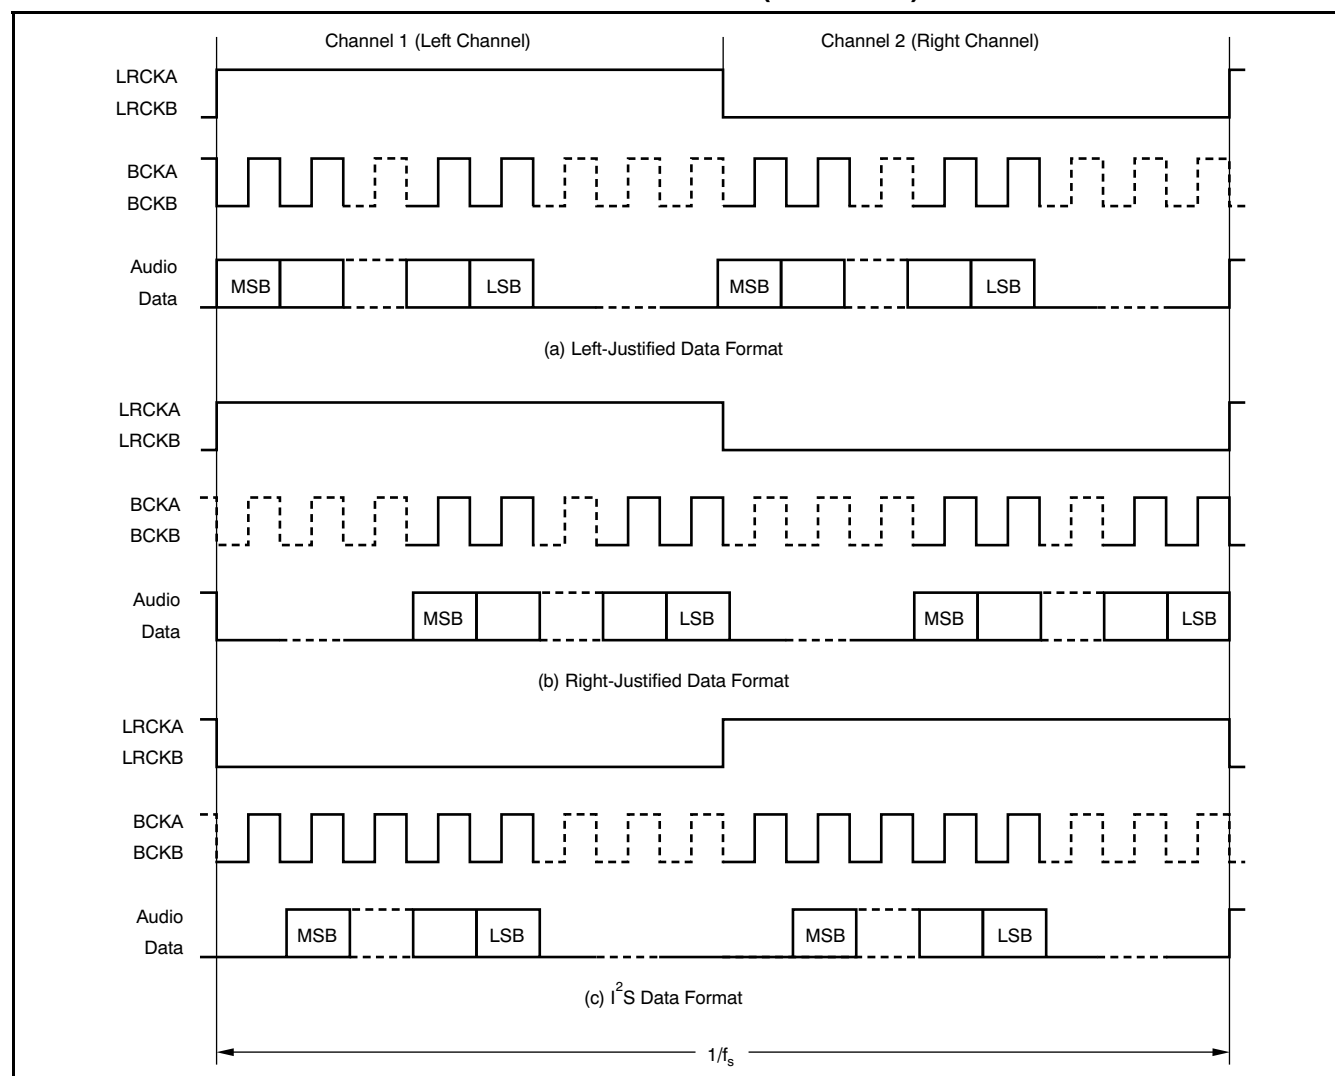 Channel 1 (Left Channel) Channel 2 (Right Channel)
LRCKA
LRCKB
BCKA
BCKB
Audio
Data
MSB LSB MSB LSB
(a) Left-Justified Data Format
LRCKA
LRCKB
BCKA
BCKB
Audio
Data
MSB LSB MSB LSB
(b) Right-Justified Data Format
LRCKA
LRCKB
BCKA
BCKB
Audio
Data
MSB LSB MSB LSB
(c) I²S Data Format
1/fₛ